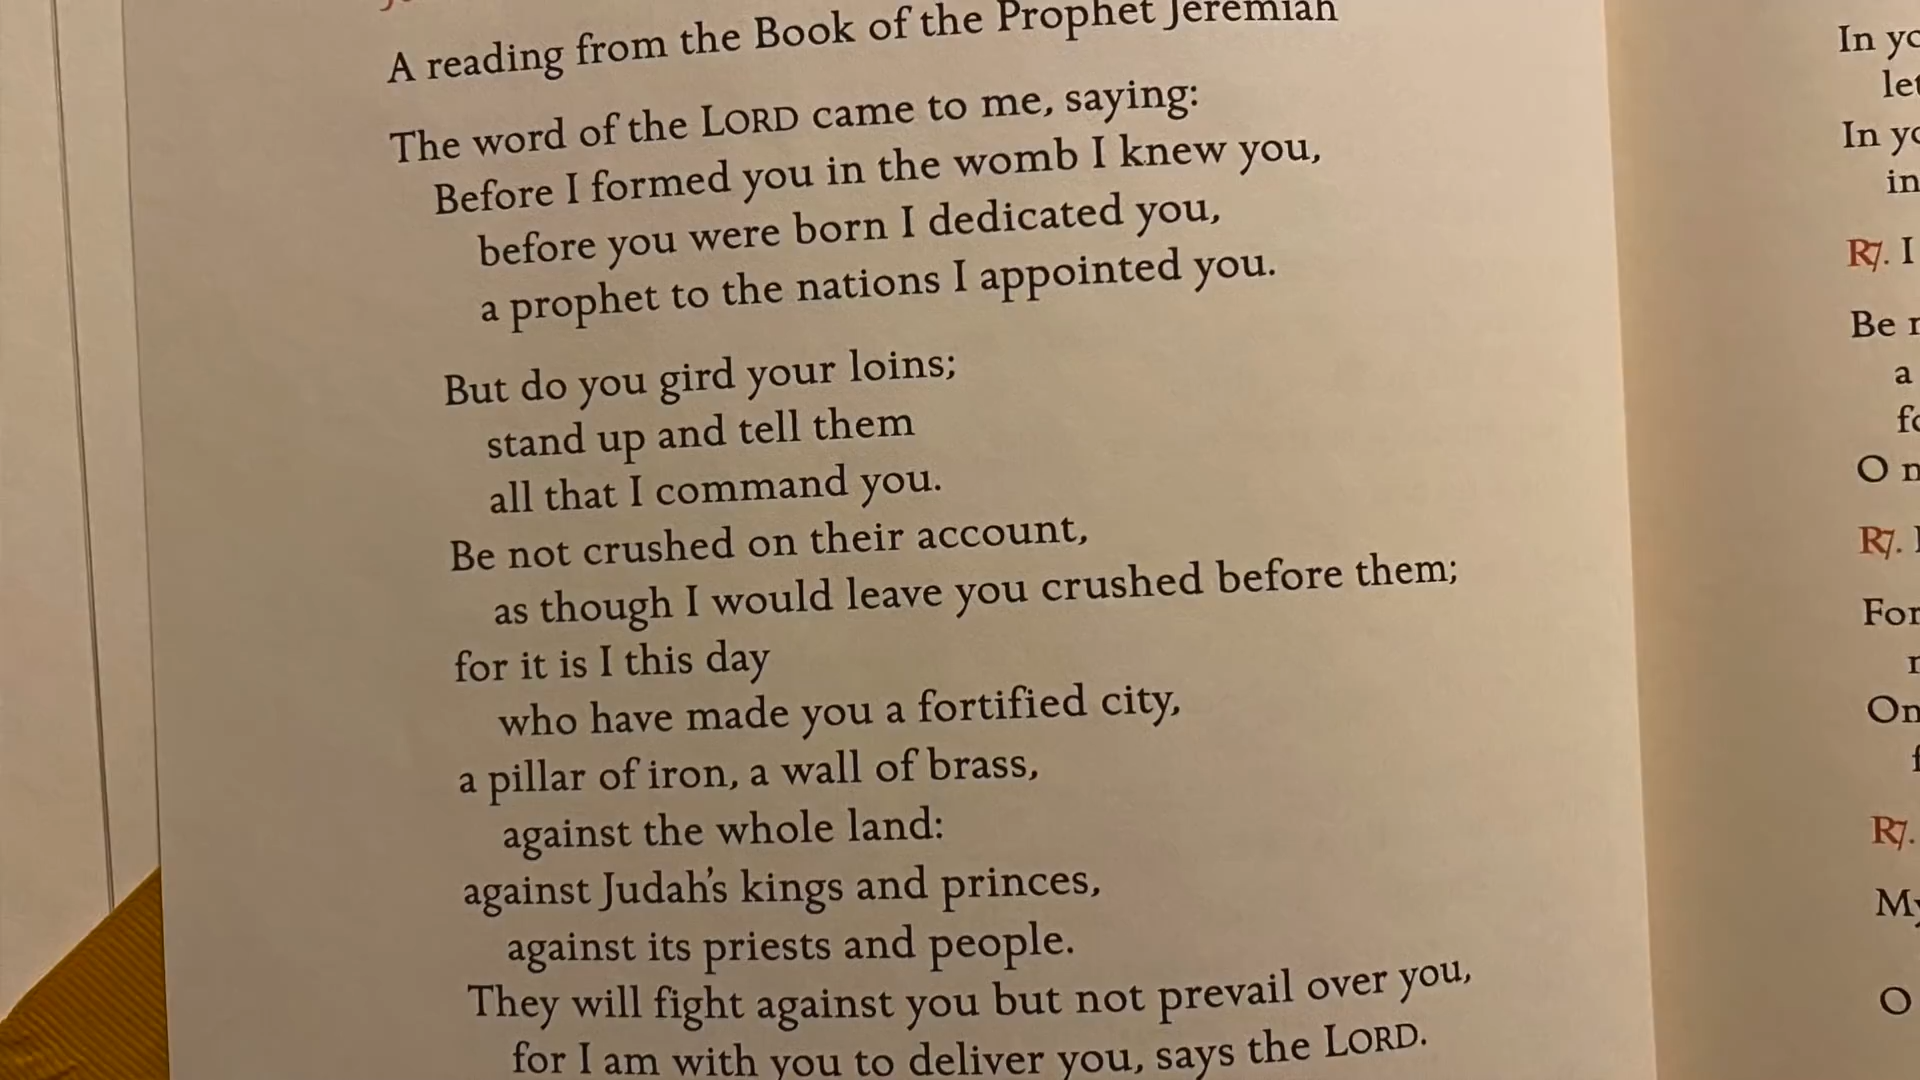 A reading from the Book of the Prophet Jeremiah
The word of the LORD came to me, saying:
Before I formed you in the womb I knew you,
before you were born I dedicated you,
a prophet to the nations I appointed you.
But do you gird your loins;
stand up and tell them
all that I command you.
Be not crushed on their account,
as though I would leave you crushed before them;
for it is I this day
who have made you a fortified city,
a pillar of iron, a wall of brass,
against the whole land:
against Judah's kings and princes,
against its priests and people.
They will fight against you but not prevail over you,
for I am with you to deliver you, says the LORD.
In
In
in
℟. I
Be
a
O
℟.
For
On
℟.
O